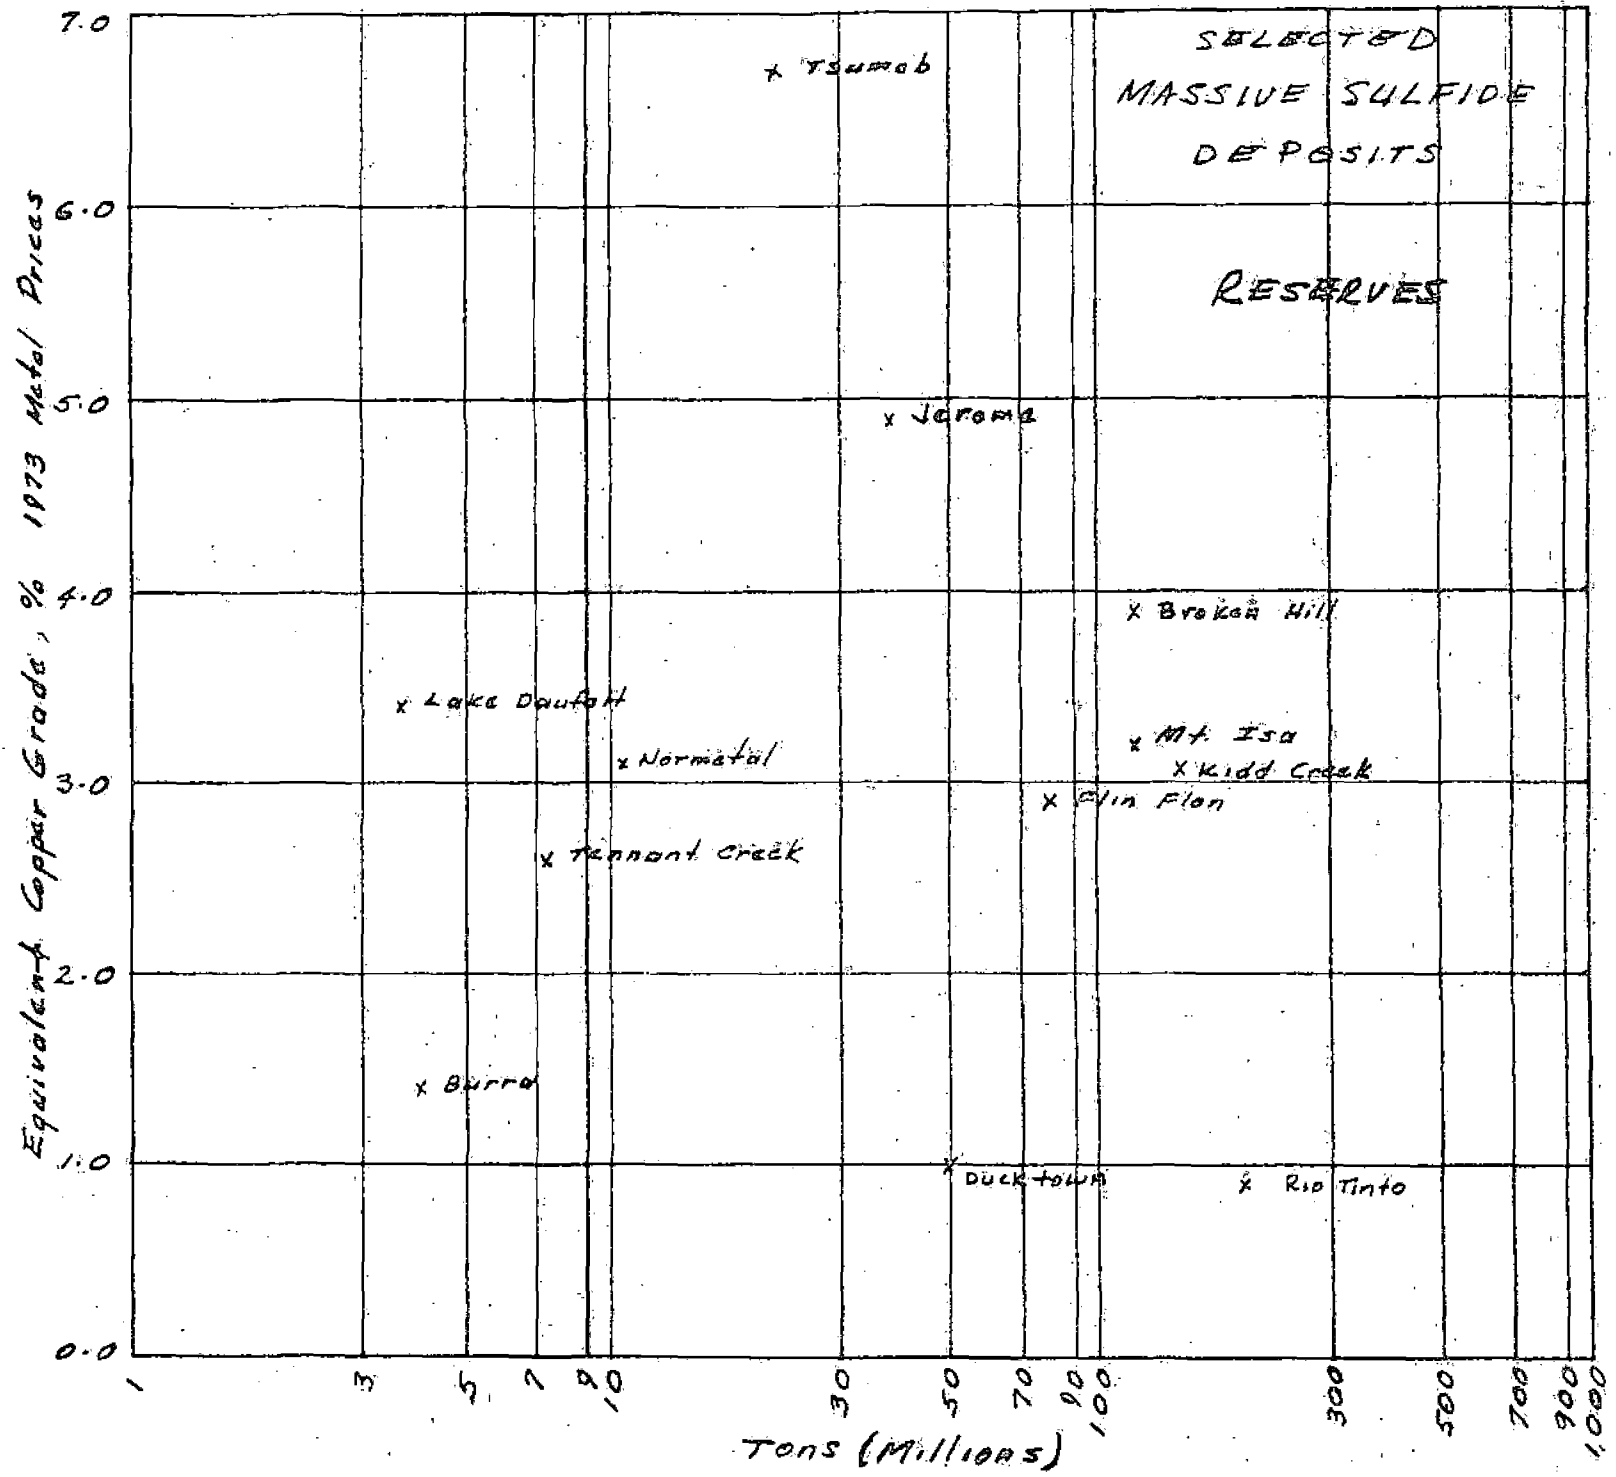 SELECTED
MASSIVE SULFIDE
DEPOSITS
RESERVES
Equivalent Copper Grade, % 1973 Metal Prices
7.0
6.0
5.0
4.0
3.0
2.0
1.0
0.0
x Tsumeb
x Jerome
x Broken Hill
x Lake Daufalt
x Mt. Isa
x Normetal
x Kidd Creek
x Flin Flon
x Tennant Creek
x Burra
x Ducktown
x Rio Tinto
1 3 5 7 9 10 30 50 70 90 100 300 500 700 900 1,000
Tons (Millions)